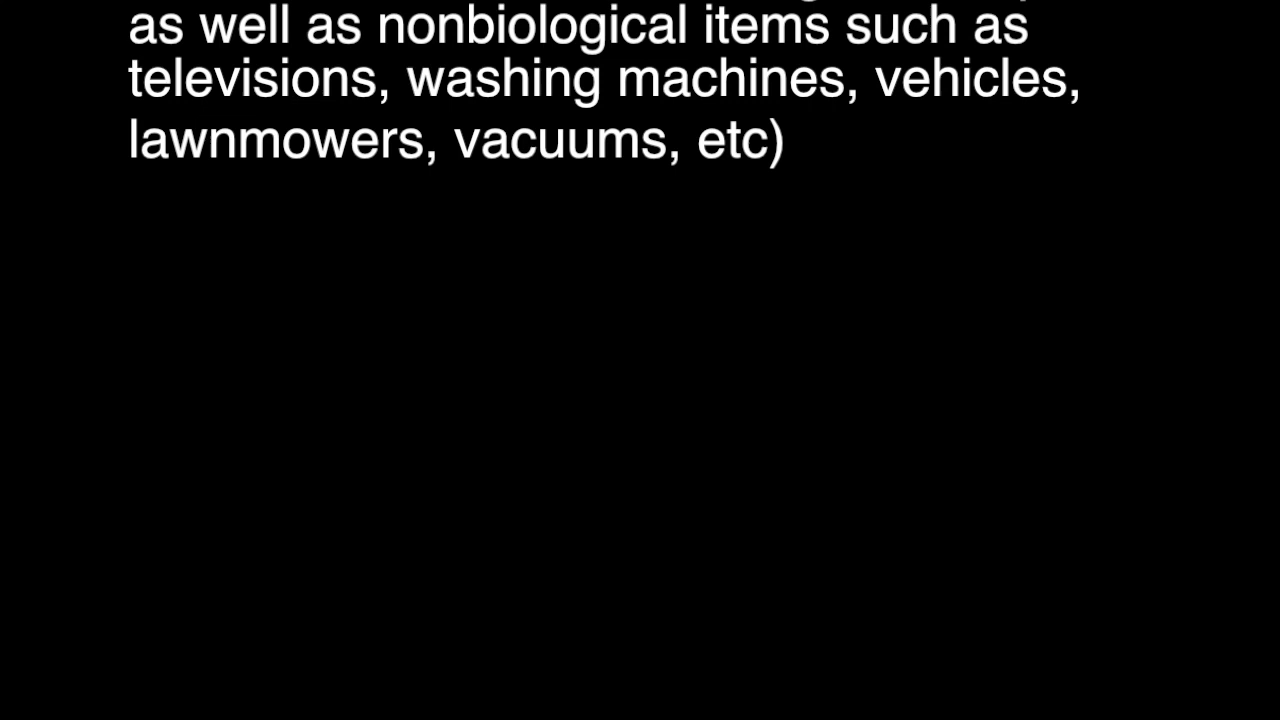 as well as nonbiological items such as
televisions, washing machines, vehicles,
lawnmowers, vacuums, etc)